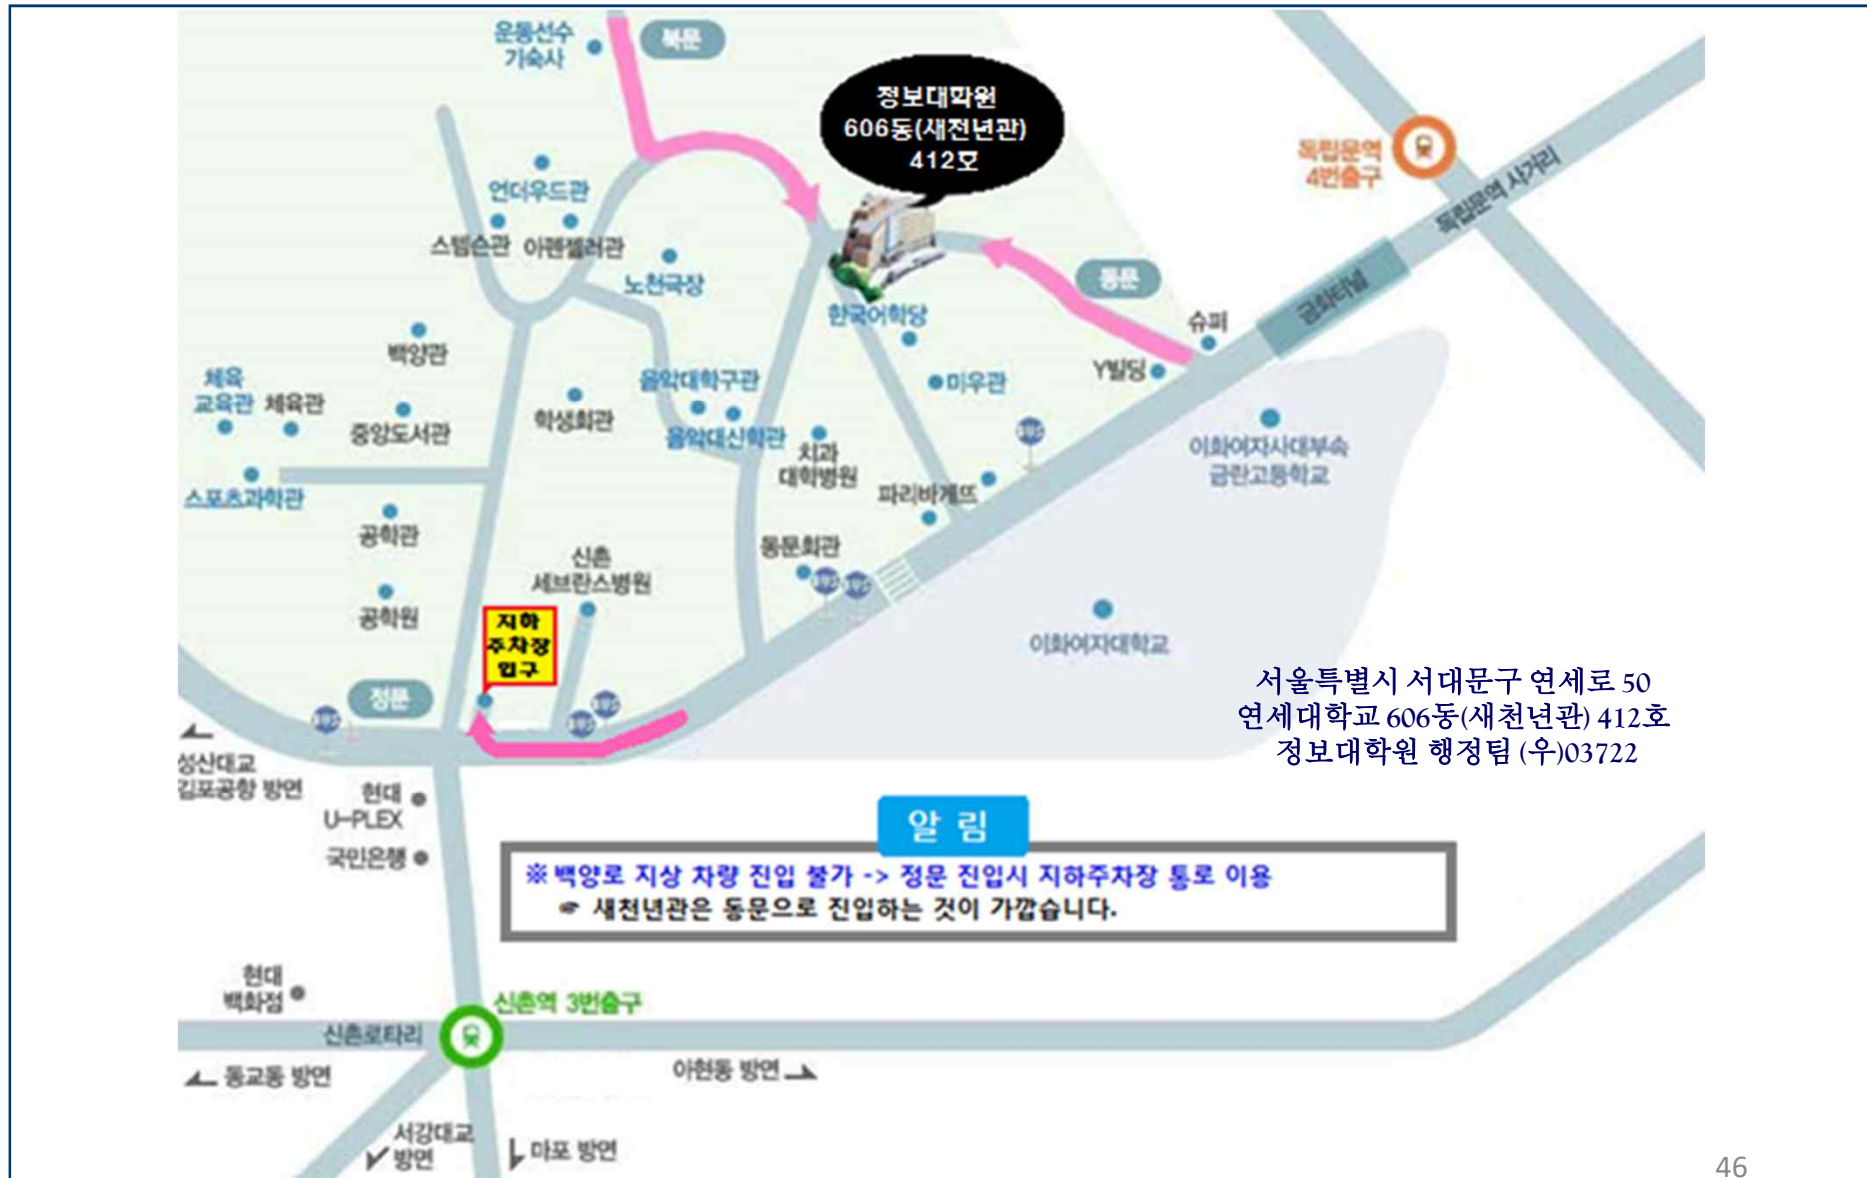 운동선수
기숙사
북문
정보대학원
606동(새천년관)
412호
독립문역
4번출구
독립문역 사거리
언더우드관
스팀슨관
아펜젤러관
노천극장
한국어학당
동문
금화터널
슈퍼
Y빌딩
백양관
체육
교육관
체육관
중앙도서관
학생회관
음악대학구관
음악대신학관
미우관
치과
대학병원
BUS
파리바게뜨
이화여자사대부속
금란고등학교
스포츠과학관
공학관
공학원
신촌
세브란스병원
동문회관
BUS
BUS
이화여자대학교
지하
주차장
입구
정문
BUS
BUS
BUS
서울특별시 서대문구 연세로 50
연세대학교 606동(새천년관) 412호
정보대학원 행정팀 (우)03722
성산대교
김포공항 방면
현대
U-PLEX
국민은행
알 림
※ 백양로 지상 차량 진입 불가 -> 정문 진입시 지하주차장 통로 이용
☞ 새천년관은 동문으로 진입하는 것이 가깝습니다.
현대
백화점
신촌역 3번출구
신촌로타리
동교동 방면
아현동 방면
서강대교
방면
마포 방면
46